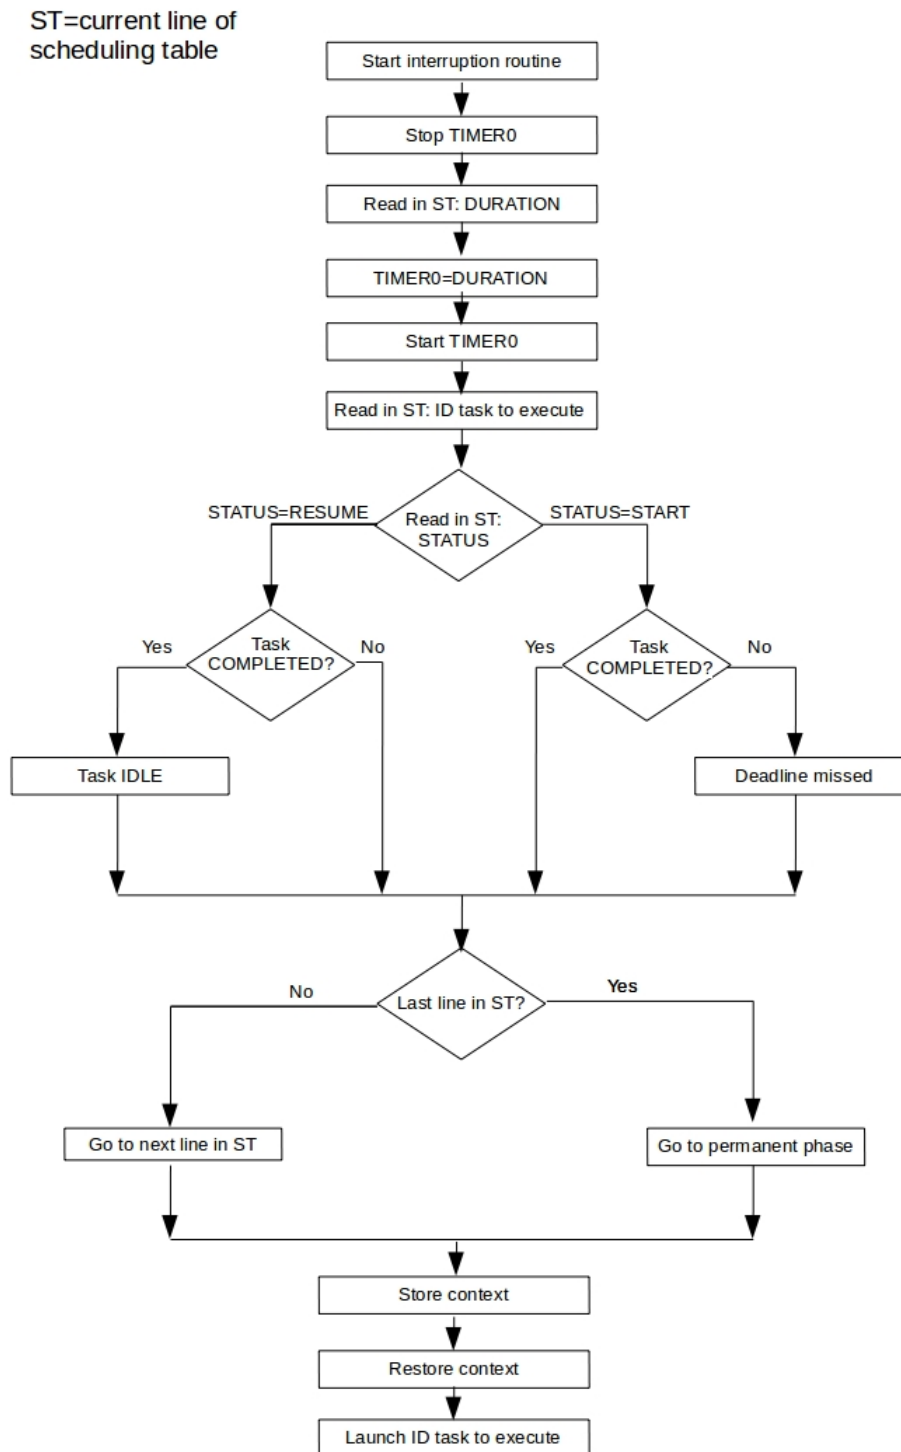 ST=current line of
scheduling table
Start interruption routine
Stop TIMER0
Read in ST: DURATION
TIMER0=DURATION
Start TIMER0
Read in ST: ID task to execute
STATUS=RESUME
Read in ST:
STATUS
STATUS=START
Yes
Task
COMPLETED?
No
Yes
Task
COMPLETED?
No
Task IDLE
Deadline missed
No
Last line in ST?
Yes
Go to next line in ST
Go to permanent phase
Store context
Restore context
Launch ID task to execute